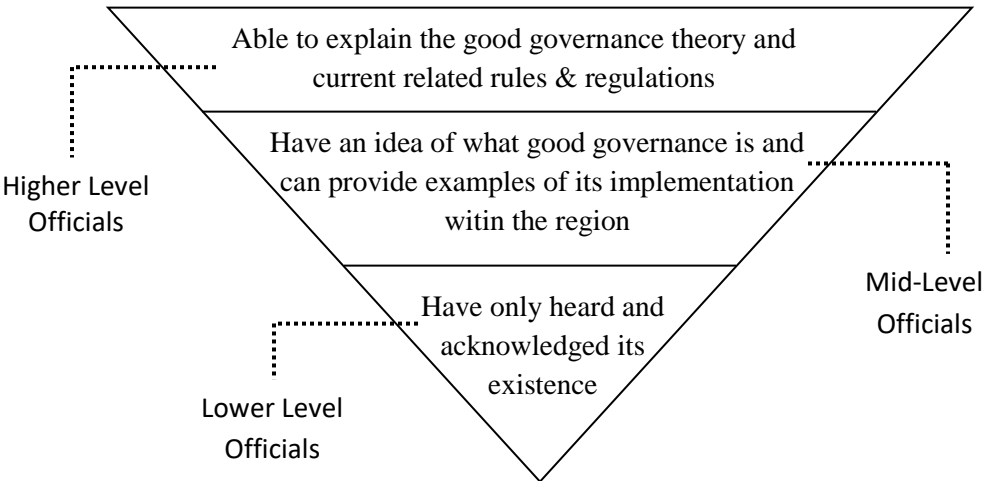 Able to explain the good governance theory and
current related rules & regulations
Have an idea of what good governance is and
can provide examples of its implementation
witin the region
Higher Level
Officials
Mid-Level
Officials
Have only heard and
acknowledged its
existence
Lower Level
Officials